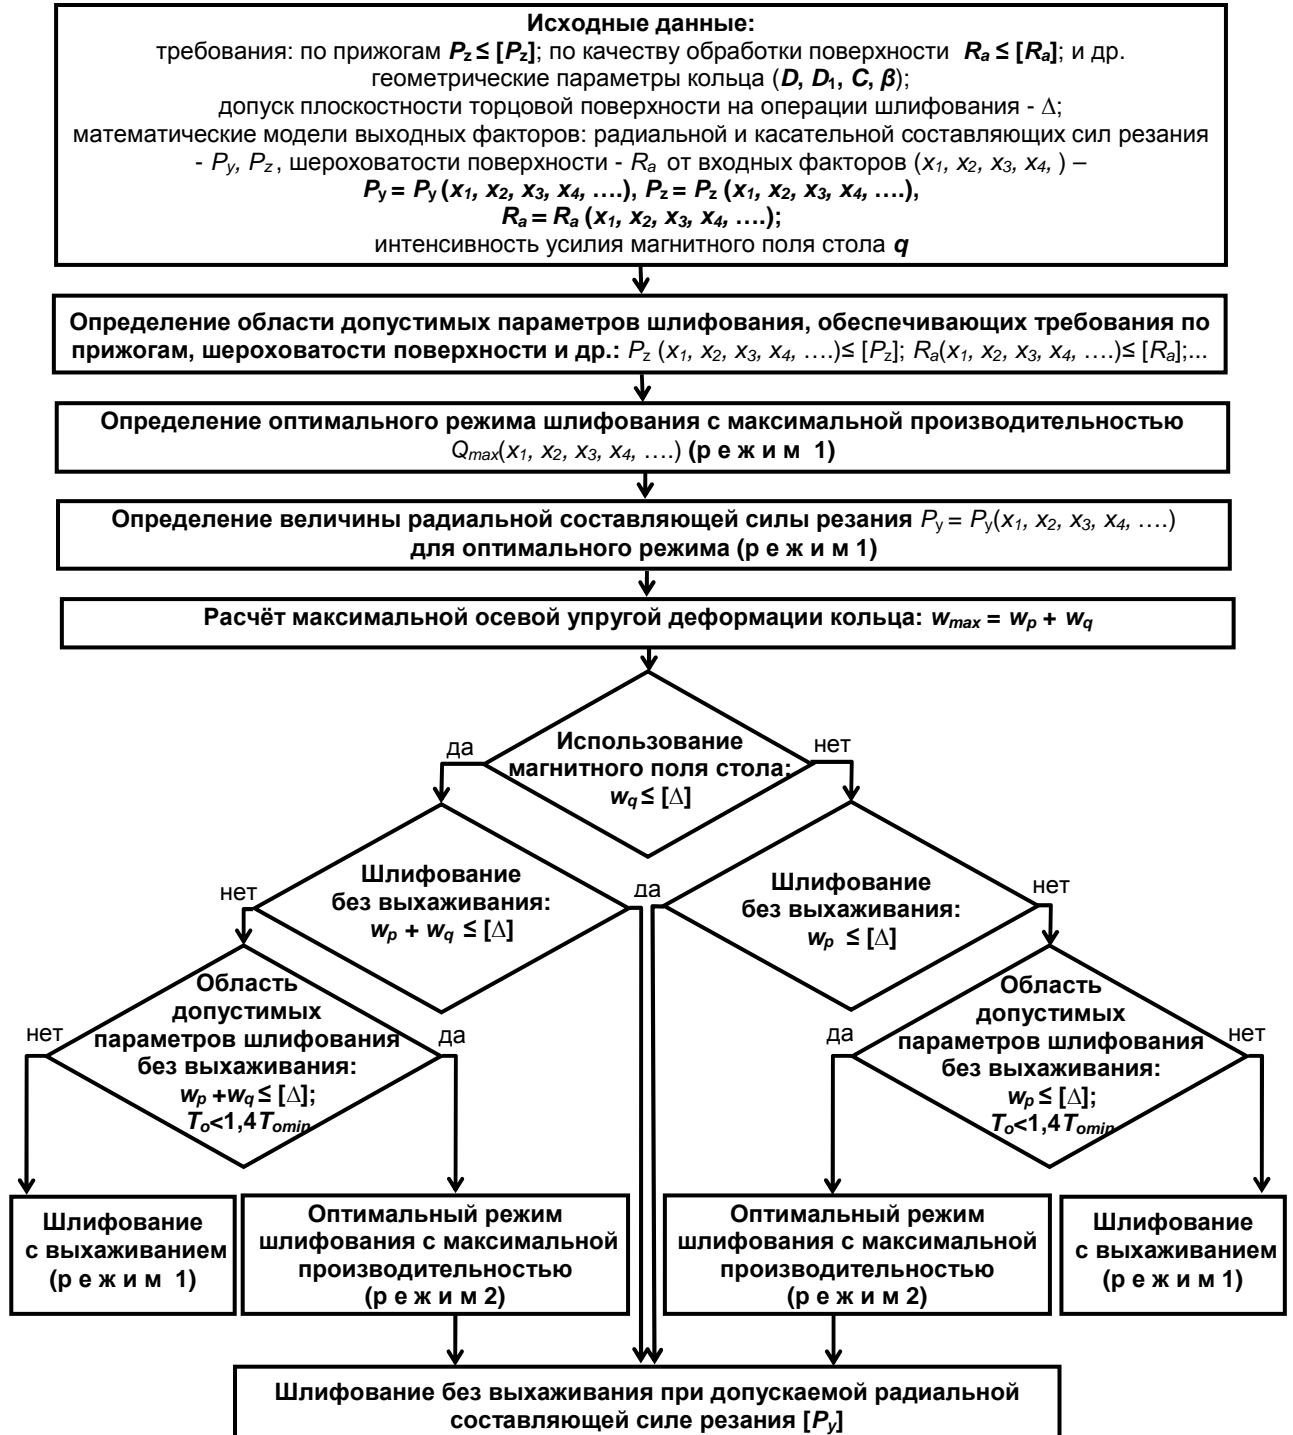 Исходные данные:
требования: по прижогам Pz ≤ [Pz]; по качеству обработки поверхности Ra ≤ [Ra]; и др.
геометрические параметры кольца (D, D₁, C, β);
допуск плоскостности торцовой поверхности на операции шлифования - Δ;
математические модели выходных факторов: радиальной и касательной составляющих сил резания
- Py, Pz , шероховатости поверхности - Ra от входных факторов (x₁, x₂, x₃, x₄, ) –
Py = Py (x₁, x₂, x₃, x₄, ….), Pz = Pz (x₁, x₂, x₃, x₄, ….),
Ra = Ra (x₁, x₂, x₃, x₄, ….);
интенсивность усилия магнитного поля стола q
Определение области допустимых параметров шлифования, обеспечивающих требования по
прижогам, шероховатости поверхности и др.: Pz (x₁, x₂, x₃, x₄, ….)≤ [Pz]; Ra(x₁, x₂, x₃, x₄, ….)≤ [Ra];...
Определение оптимального режима шлифования с максимальной производительностью
Qmax(x₁, x₂, x₃, x₄, ….) (р е ж и м 1)
Определение величины радиальной составляющей силы резания Py = Py(x₁, x₂, x₃, x₄, ….)
для оптимального режима (р е ж и м 1)
Расчёт максимальной осевой упругой деформации кольца: wmax = wp + wq
да
Использование
магнитного поля стола:
wq ≤ [Δ]
нет
нет
Шлифование
без выхаживания:
wp + wq ≤ [Δ]
да
Шлифование
без выхаживания:
wp ≤ [Δ]
нет
нет
Область
допустимых
параметров шлифования
без выхаживания:
wp +wq ≤ [Δ];
To<1,4Tomin
да
да
Область
допустимых
параметров шлифования
без выхаживания:
wp ≤ [Δ];
To<1,4Tomin
нет
Шлифование
с выхаживанием
(р е ж и м 1)
Оптимальный режим
шлифования с максимальной
производительностью
(р е ж и м 2)
Оптимальный режим
шлифования с максимальной
производительностью
(р е ж и м 2)
Шлифование
с выхаживанием
(р е ж и м 1)
Шлифование без выхаживания при допускаемой радиальной
составляющей силе резания [Py]